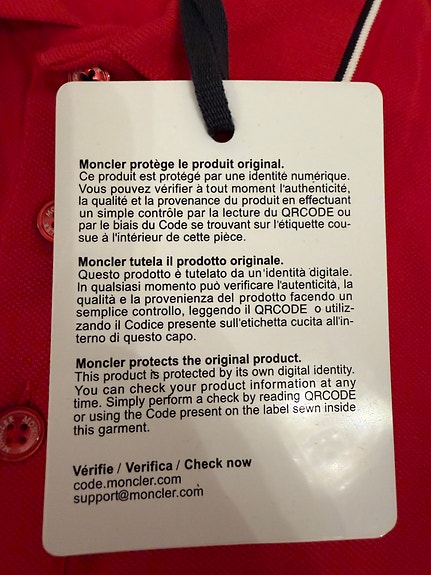 Moncler protège le produit original.
Ce produit est protégé par une identité numérique.
Vous pouvez vérifier à tout moment l'authenticité,
la qualité et la provenance du produit en effectuant
un simple contrôle par la lecture du QRCODE ou
par le biais du Code se trouvant sur l'étiquette cou-
sue à l'intérieur de cette pièce.
Moncler tutela il prodotto originale.
Questo prodotto è tutelato da un'identità digitale.
In qualsiasi momento può verificare l'autenticità, la
qualità e la provenienza del prodotto facendo un
semplice controllo, leggendo il QRCODE o utiliz-
zando il Codice presente sull'etichetta cucita all'in-
terno di questo capo.
Moncler protects the original product.
This product is protected by its own digital identity.
You can check your product information at any
time. Simply perform a check by reading QRCODE
or using the Code present on the label sewn inside
this garment.
Vérifie / Verifica / Check now
code.moncler.com
support@moncler.com